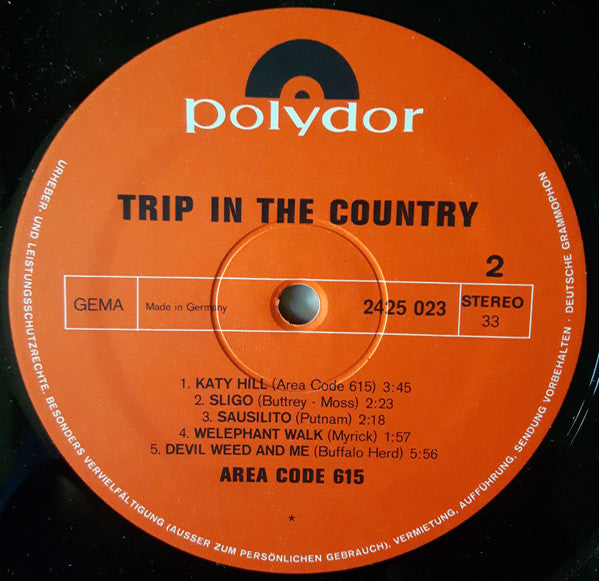 polydor
TRIP IN THE COUNTRY
2
GEMA
Made in Germany
2425 023
STEREO
33
1. KATY HILL (Area Code 615) 3:45
2. SLIGO (Buttrey - Moss) 2:23
3. SAUSILITO (Putnam) 2:18
4. WELEPHANT WALK (Myrick) 1:57
5. DEVIL WEED AND ME (Buffalo Herd) 5:56
AREA CODE 615
*
URHEBER- UND LEISTUNGSSCHUTZRECHTE, BESONDERS VERVIELFÄLTIGUNG (AUSSER ZUM PERSÖNLICHEN GEBRAUCH), VERMIETUNG, AUFFÜHRUNG, SENDUNG VORBEHALTEN · DEUTSCHE GRAMMOPHON